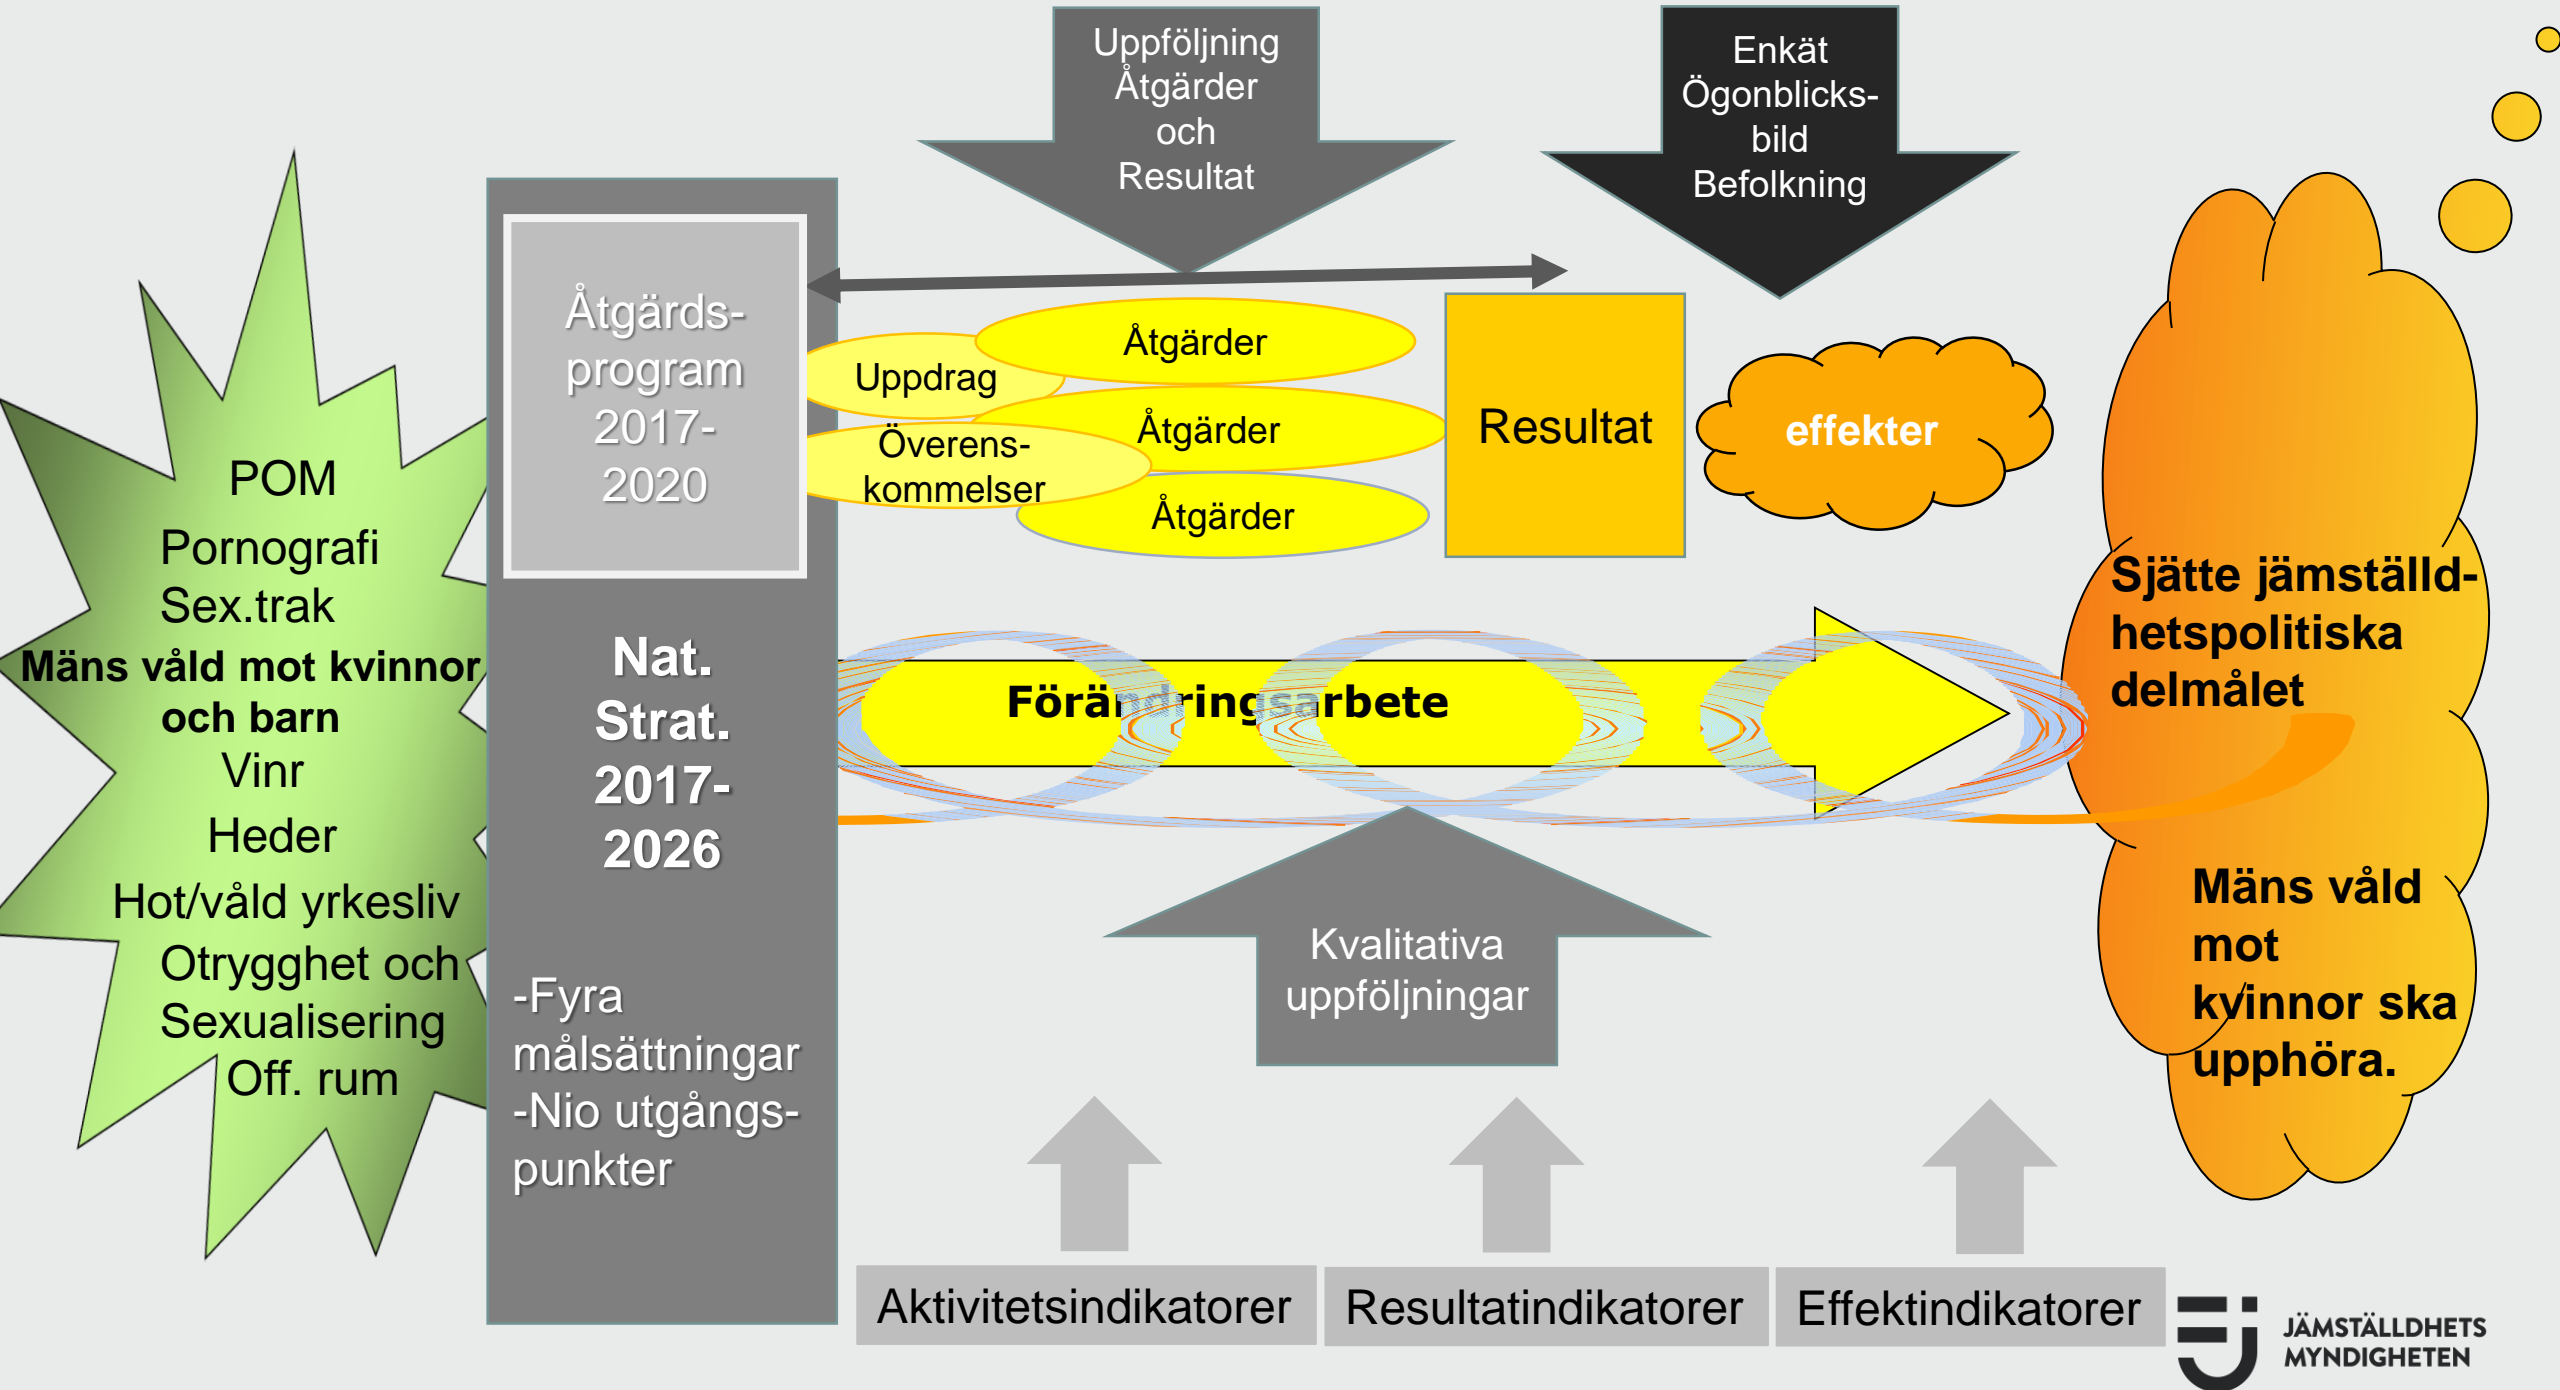 Uppföljning
Åtgärder
och
Resultat
Enkät
Ögonblicks-
bild
Befolkning
POM
Pornografi
Sex.trak
Mäns våld mot kvinnor
och barn
Vinr
Heder
Hot/våld yrkesliv
Otrygghet och
Sexualisering
Off. rum
Åtgärds-
program
2017-
2020
Nat.
Strat.
2017-
2026
-Fyra
målsättningar
-Nio utgångs-
punkter
Uppdrag
Överens-
kommelser
Åtgärder
Åtgärder
Åtgärder
Resultat
effekter
Förändringsarbete
Kvalitativa
uppföljningar
Sjätte jämställd-
hetspolitiska
delmålet
Mäns våld
mot
kvinnor ska
upphöra.
Aktivitetsindikatorer
Resultatindikatorer
Effektindikatorer
JÄMSTÄLLDHETS
MYNDIGHETEN